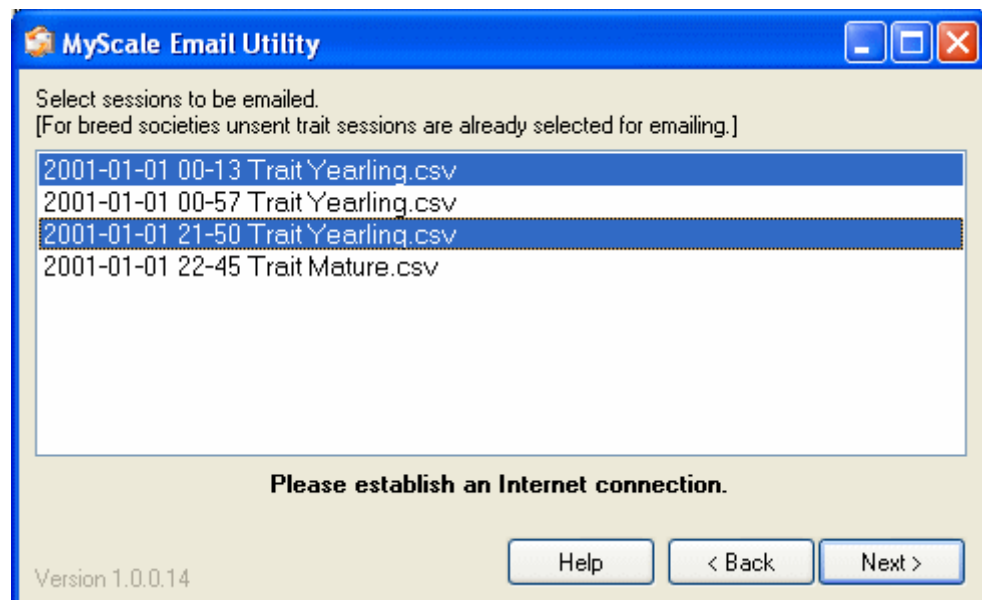 MyScale Email Utility
Select sessions to be emailed.
[For breed societies unsent trait sessions are already selected for emailing.]
2001-01-01 00-13 Trait Yearling.csv
2001-01-01 00-57 Trait Yearling.csv
2001-01-01 21-50 Trait Yearling.csv
2001-01-01 22-45 Trait Mature.csv
Please establish an Internet connection.
Version 1.0.0.14 Help < Back Next >